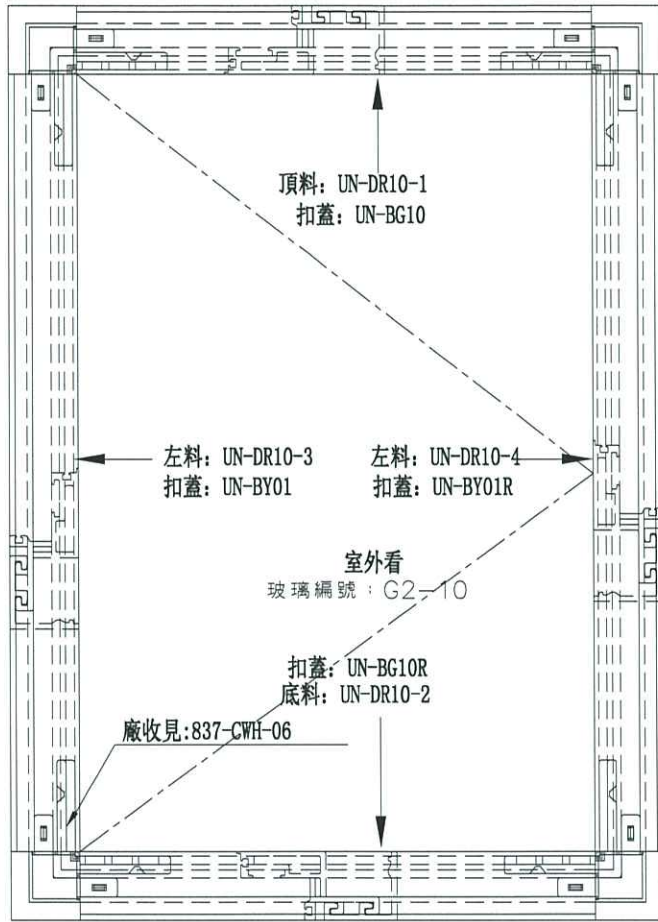 頂料: UN-DR10-1
扣蓋: UN-BG10
左料: UN-DR10-3
扣蓋: UN-BY01
左料: UN-DR10-4
扣蓋: UN-BY01R
室外看
玻璃編號：G2-10
扣蓋: UN-BG10R
底料: UN-DR10-2
廠收見:837-CWH-06